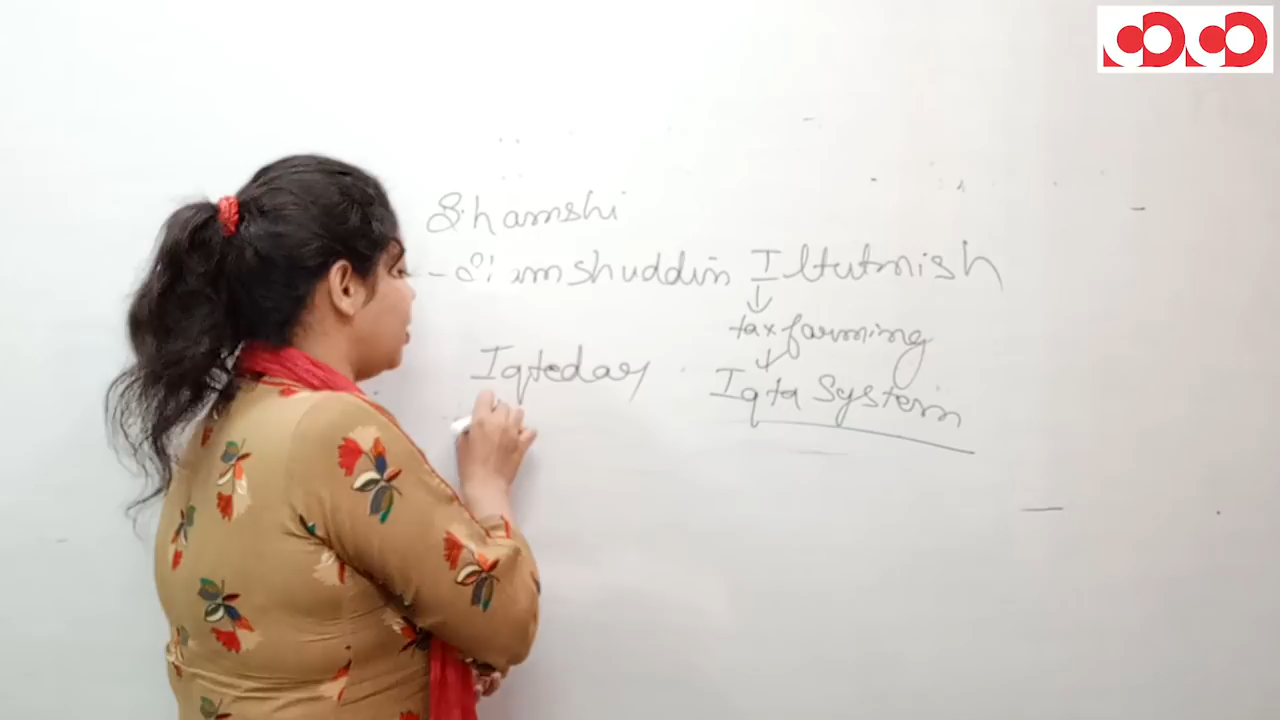 Shamshi
- Shamshuddin Iltutmish
↓
tax farming
↓
Iqtedar Iqta System